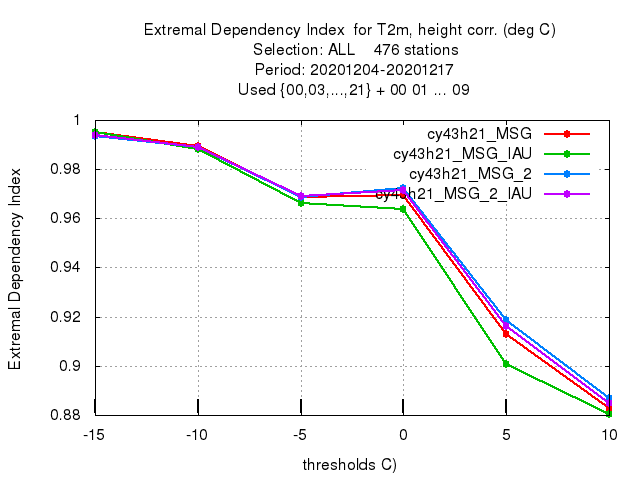 Extremal Dependency Index  for T2m, height corr. (deg C)
Selection: ALL    476 stations
Period: 20201204-20201217
Used {00,03,...,21} + 00 01 ... 09
1
0.98
0.96
0.94
0.92
0.9
0.88
Extremal Dependency Index
cy43h21_MSG
cy43h21_MSG_IAU
cy43h21_MSG_2
cy43h21_MSG_2_IAU
-15 -10 -5 0 5 10
thresholds C)